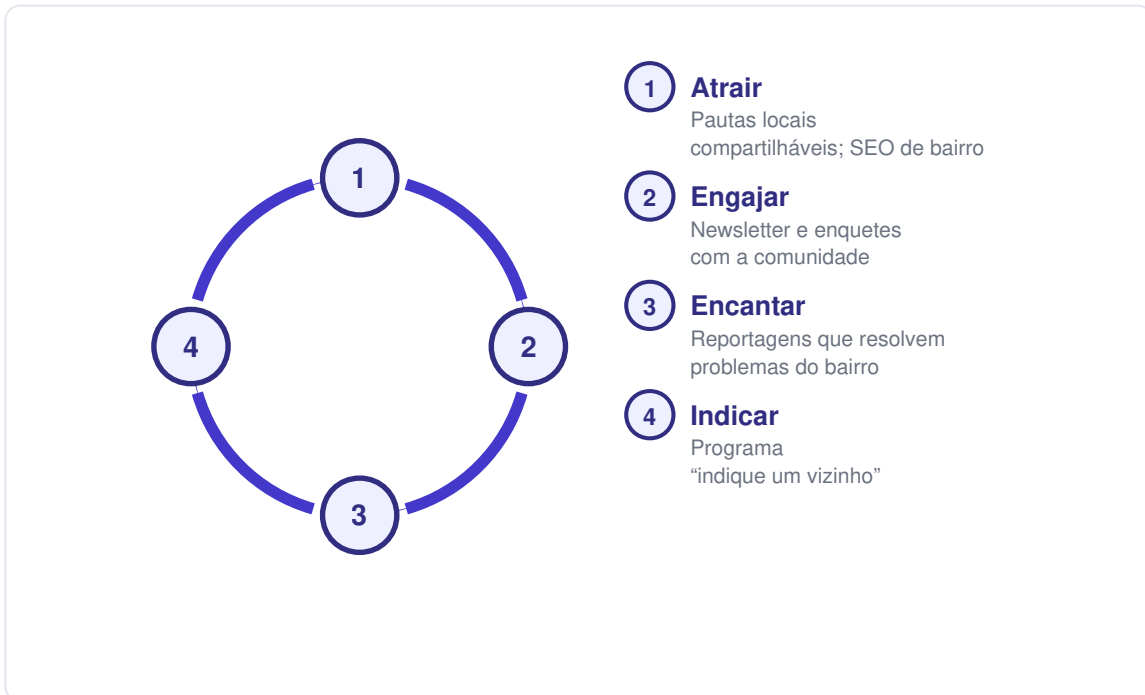 1
2
3
4
1 Atrair
Pautas locais
compartilháveis; SEO de bairro
2 Engajar
Newsletter e enquetes
com a comunidade
3 Encantar
Reportagens que resolvem
problemas do bairro
4 Indicar
Programa
“indique um vizinho”